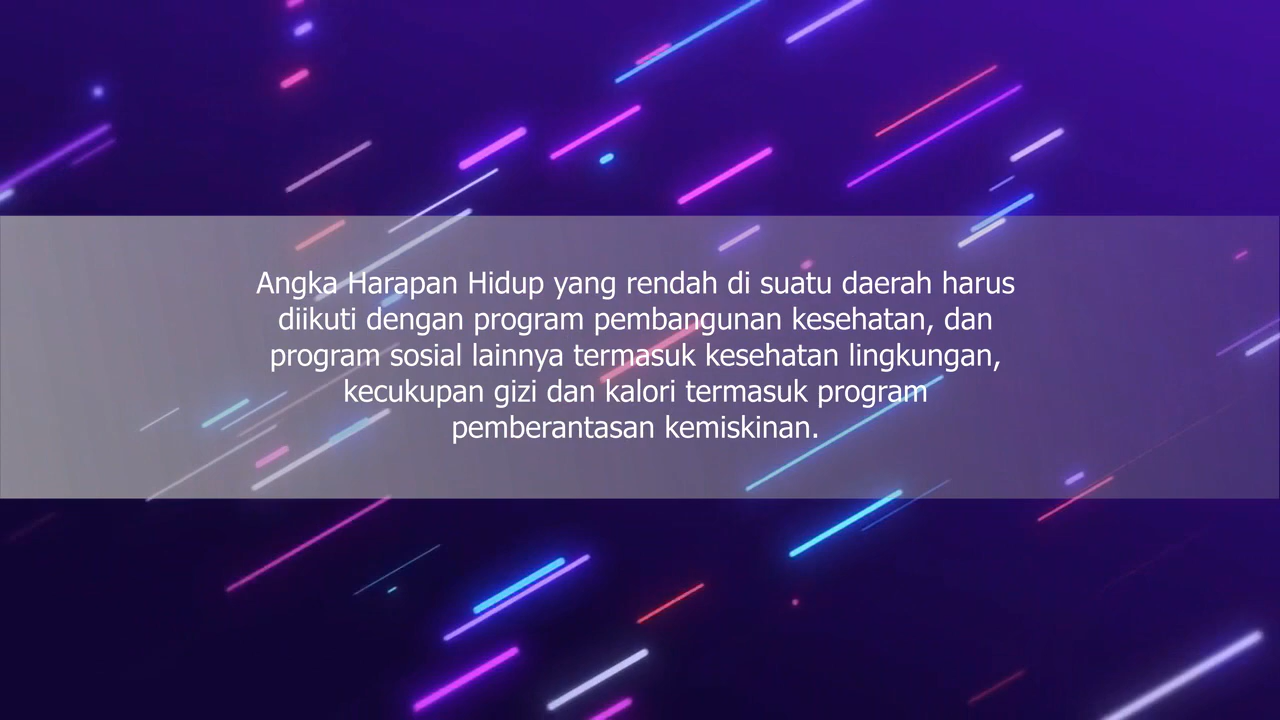 Angka Harapan Hidup yang rendah di suatu daerah harus
diikuti dengan program pembangunan kesehatan, dan
program sosial lainnya termasuk kesehatan lingkungan,
kecukupan gizi dan kalori termasuk program
pemberantasan kemiskinan.